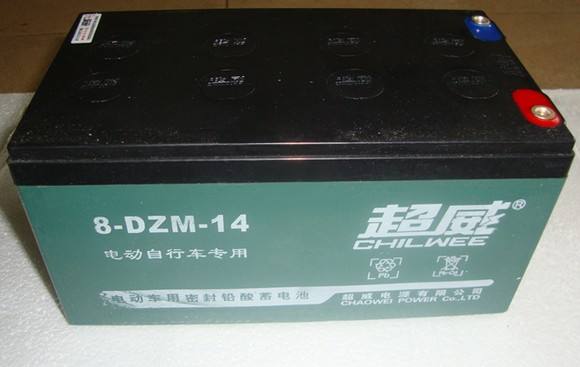 8-DZM-14
电动自行车专用
电动车用密封铅酸蓄电池
超威®
CHILWEE
Pb
超威电源有限公司
CHAOWEI POWER Co.,LTD